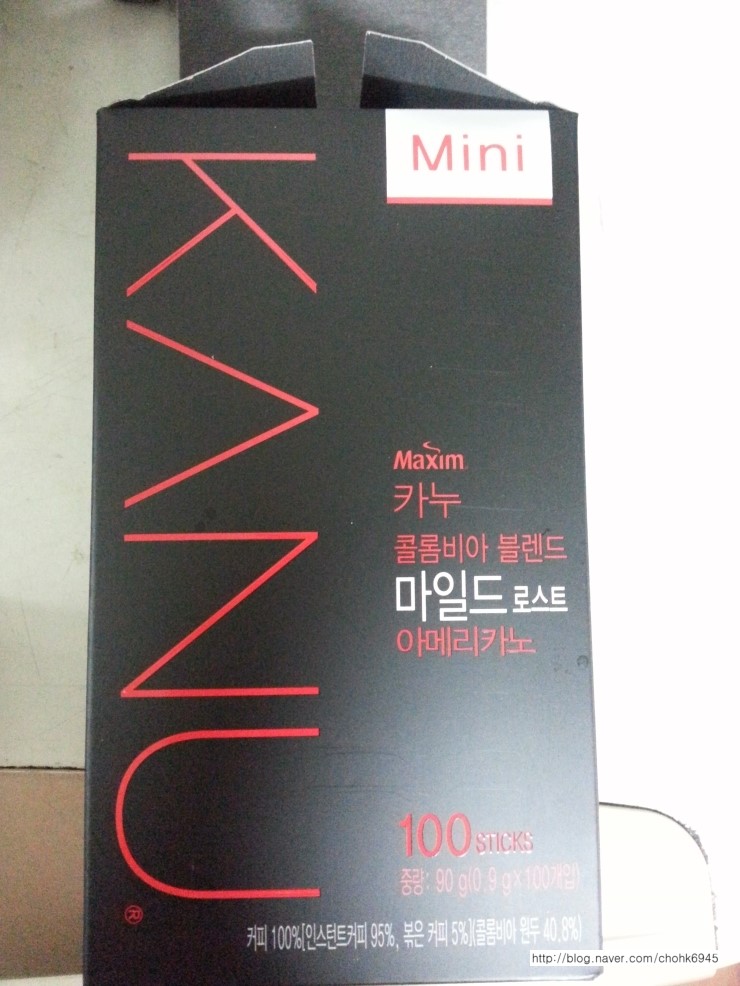 Mini
KANU
Maxim
카누
콜롬비아 블렌드
마일드 로스트
아메리카노
100 STICKS
중량: 90 g(0.9 g×100개입)
®
커피 100%[인스턴트커피 95%, 볶은 커피 5%](콜롬비아 원두 40.8%)
http://blog.naver.com/chohk6945